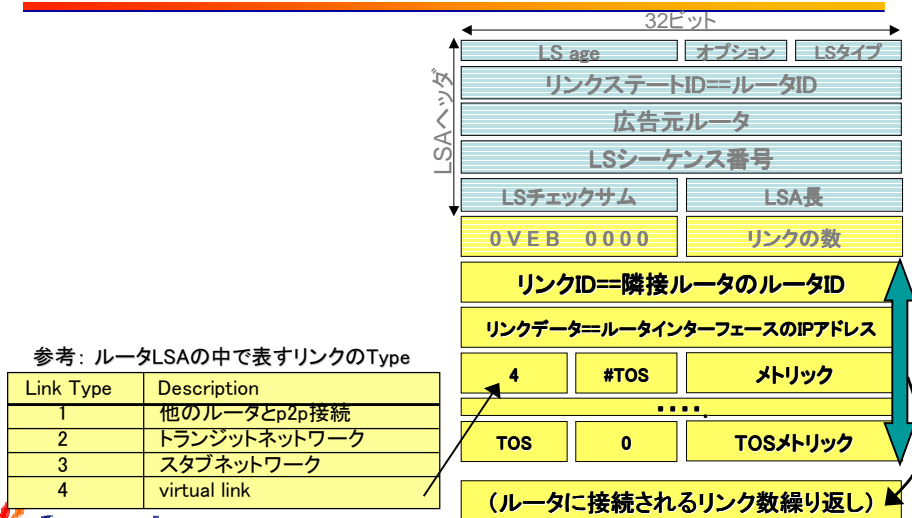 32ビット
LS age オプション LSタイプ
リンクステートID==ルータID
広告元ルータ
LSシーケンス番号
LSチェックサム LSA長
LSAヘッダ
0 V E B 0 0 0 0 リンクの数
リンクID==隣接ルータのルータID
リンクデータ==ルータインターフェースのIPアドレス
4 #TOS メトリック
....
TOS 0 TOSメトリック
(ルータに接続されるリンク数繰り返し)
参考: ルータLSAの中で表すリンクのType
Link Type Description
1 他のルータとp2p接続
2 トランジットネットワーク
3 スタブネットワーク
4 virtual link